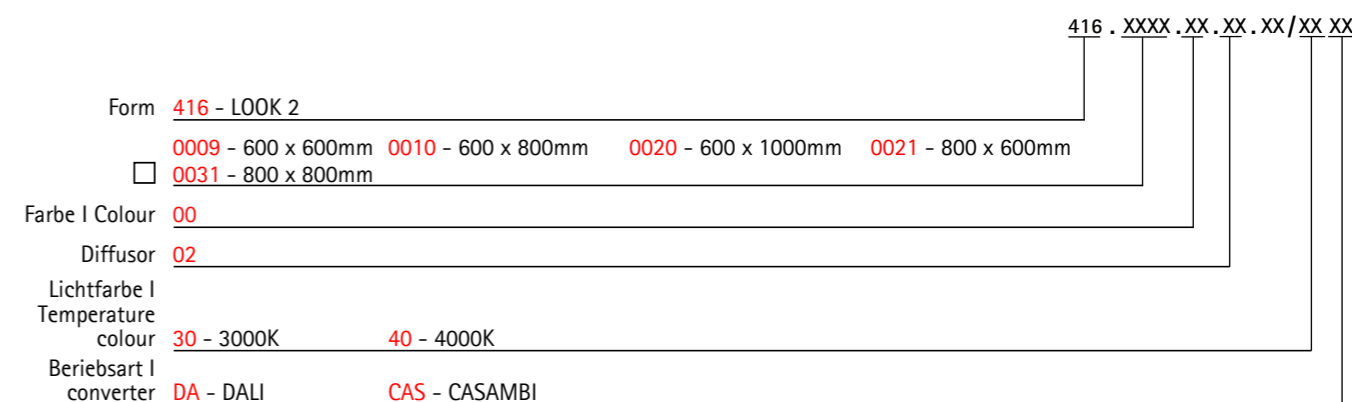 416 . XXXX .XX .XX . XX/XX XX
Form 416 - LOOK 2
0009 - 600 x 600mm 0010 - 600 x 800mm 0020 - 600 x 1000mm 0021 - 800 x 600mm
0031 - 800 x 800mm
Farbe I Colour 00
Diffusor 02
Lichtfarbe I
Temperature
colour 30 - 3000K 40 - 4000K
Beriebsart I
converter DA - DALI CAS - CASAMBI